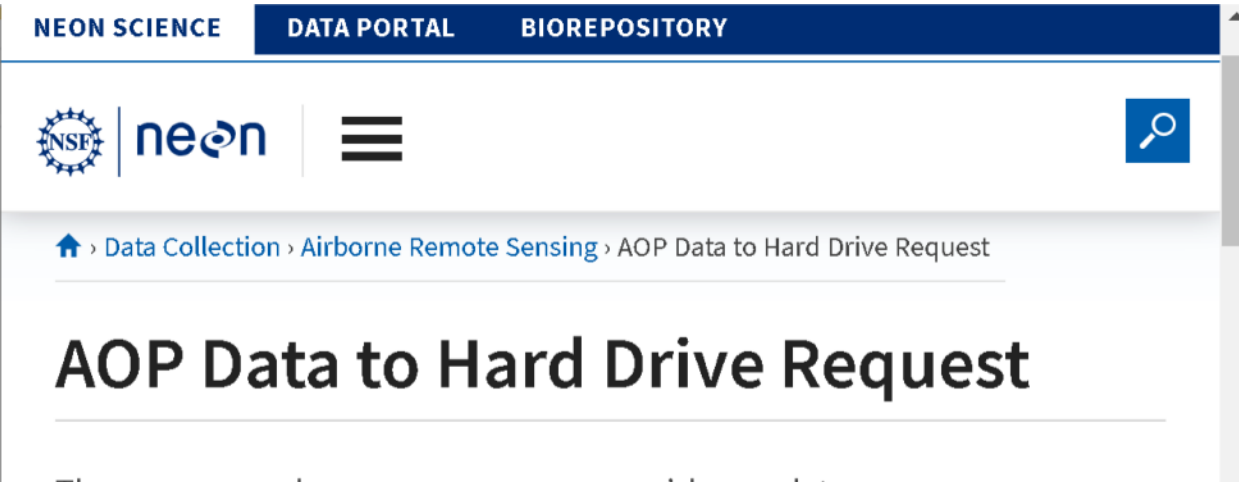 NEON SCIENCE DATA PORTAL BIOREPOSITORY
NSF neon
› Data Collection › Airborne Remote Sensing › AOP Data to Hard Drive Request
AOP Data to Hard Drive Request